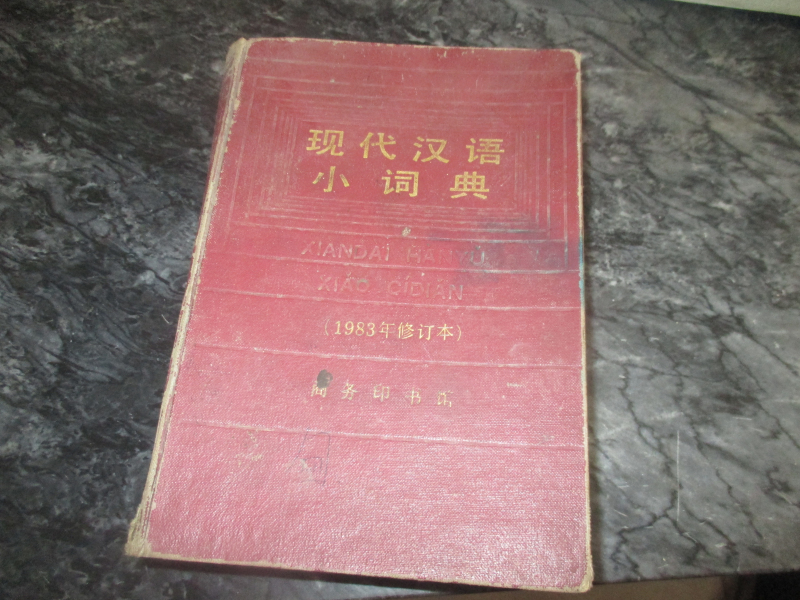 现代汉语
小词典
XIANDAI HANYU
XIAO CIDIAN
(1983年修订本)
商务印书馆